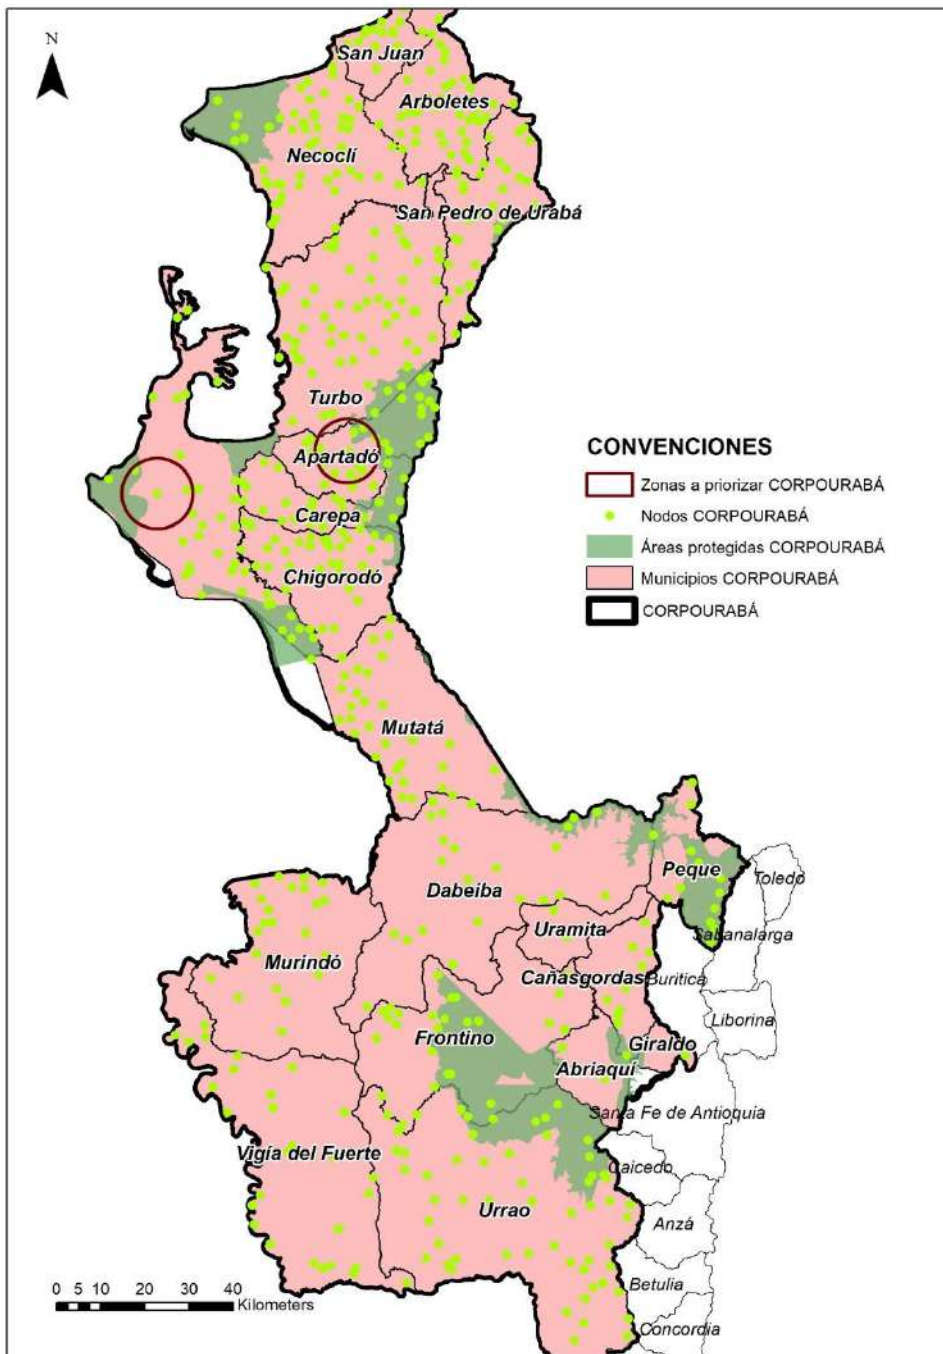 N
San Juan
Arboletes
Necoclí
San Pedro de Urabá
Turbo
Apartadó
Carepa
Chigorodó
Mutatá
CONVENCIONES
Zonas a priorizar CORPOURABÁ
Nodos CORPOURABÁ
Áreas protegidas CORPOURABÁ
Municipios CORPOURABÁ
CORPOURABÁ
Peque
Toledo
Dabeiba
Uramita
Sabanalarga
Murindó
Cañasgordas
Buriticá
Liborina
Frontino
Giraldo
Abriaquí
Santa Fe de Antioquia
Vigía del Fuerte
Caicedo
Urrao
Anzá
Betulia
Concordia
0 5 10 20 30 40
Kilometers